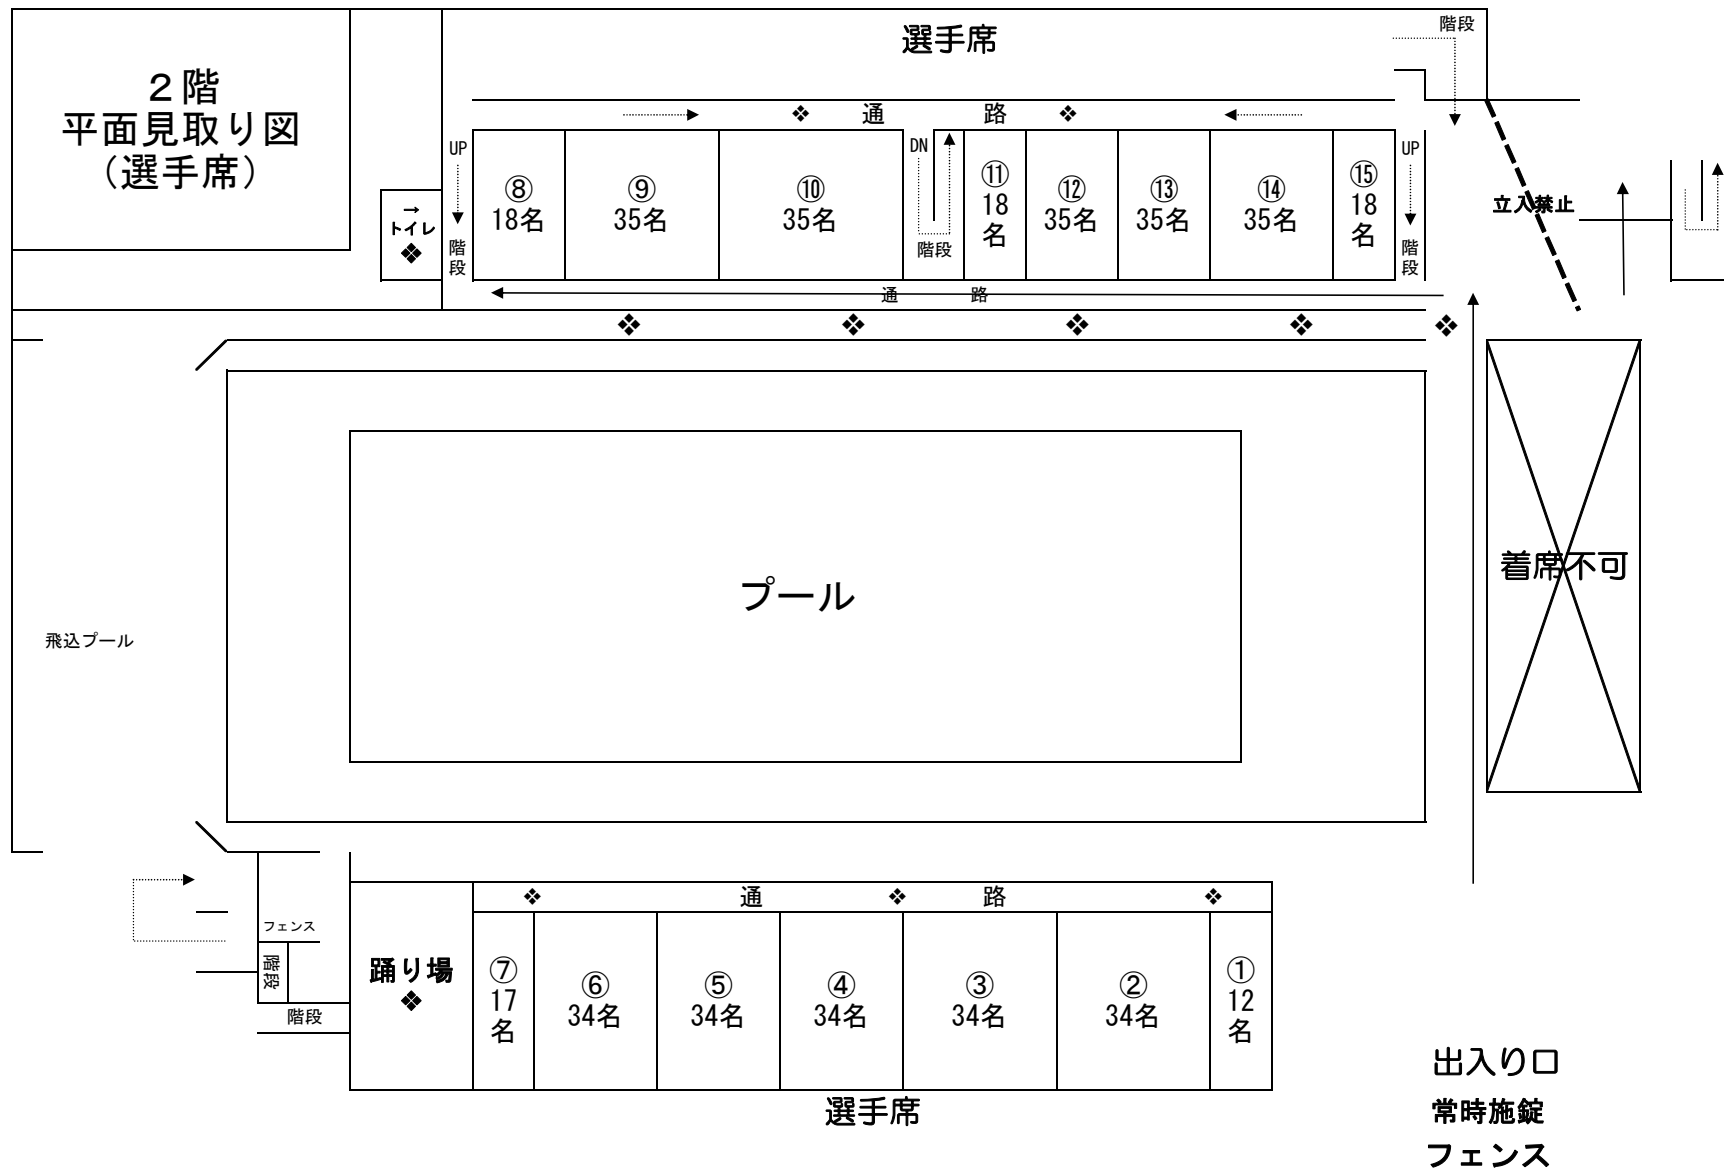 ２階
平面見取り図
（選手席）
選手席
階段
❖ 通 路 ❖
UP
DN
UP
⑧
18名
⑨
35名
⑩
35名
⑪
18
名
⑫
35名
⑬
35名
⑭
35名
⑮
18
名
→
トイレ
❖
階段
階段
階段
立入禁止
通 路
❖ ❖ ❖ ❖ ❖
プール
着席不可
飛込プール
❖ 通 ❖ 路 ❖
フェンス
階段
階段
踊り場
❖
⑦
17
名
⑥
34名
⑤
34名
④
34名
③
34名
②
34名
①
12
名
選手席
出入り口
常時施錠
フェンス